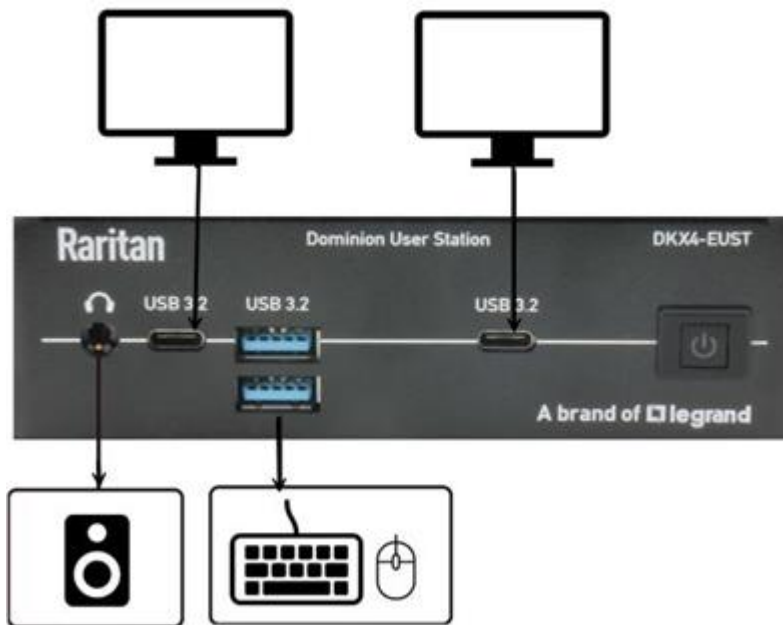 Raritan
Dominion User Station
DKX4-EUST
USB 3.2
USB 3.2
USB 3.2
A brand of legrand